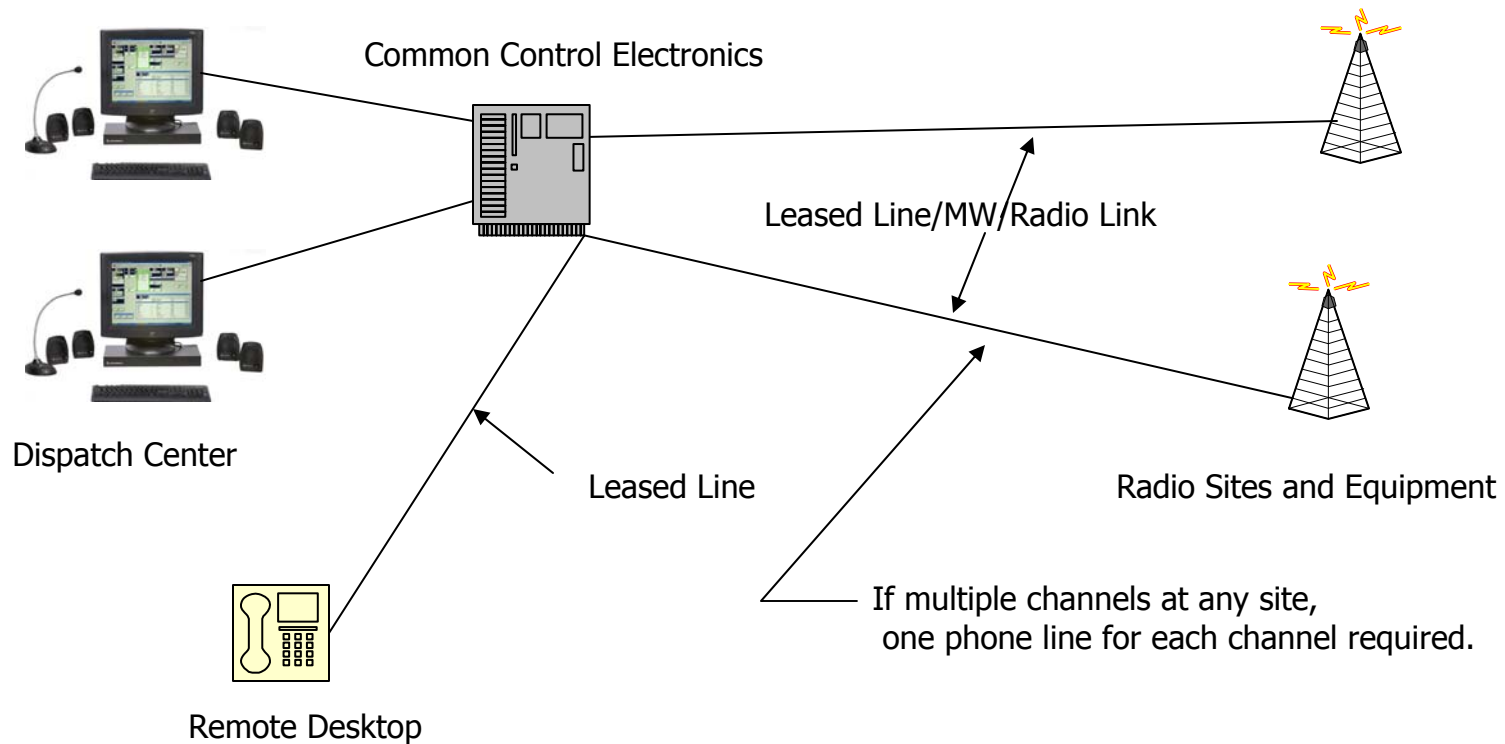 Common Control Electronics
Leased Line/MW/Radio Link
Dispatch Center
Leased Line
Radio Sites and Equipment
If multiple channels at any site,
one phone line for each channel required.
Remote Desktop